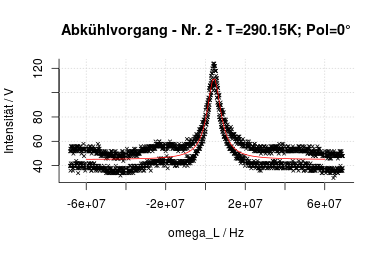 Abkühlvorgang - Nr. 2 - T=290.15K; Pol=0°
Intensität / V
120
80
60
40
-6e+07 -2e+07 2e+07 6e+07
omega_L / Hz